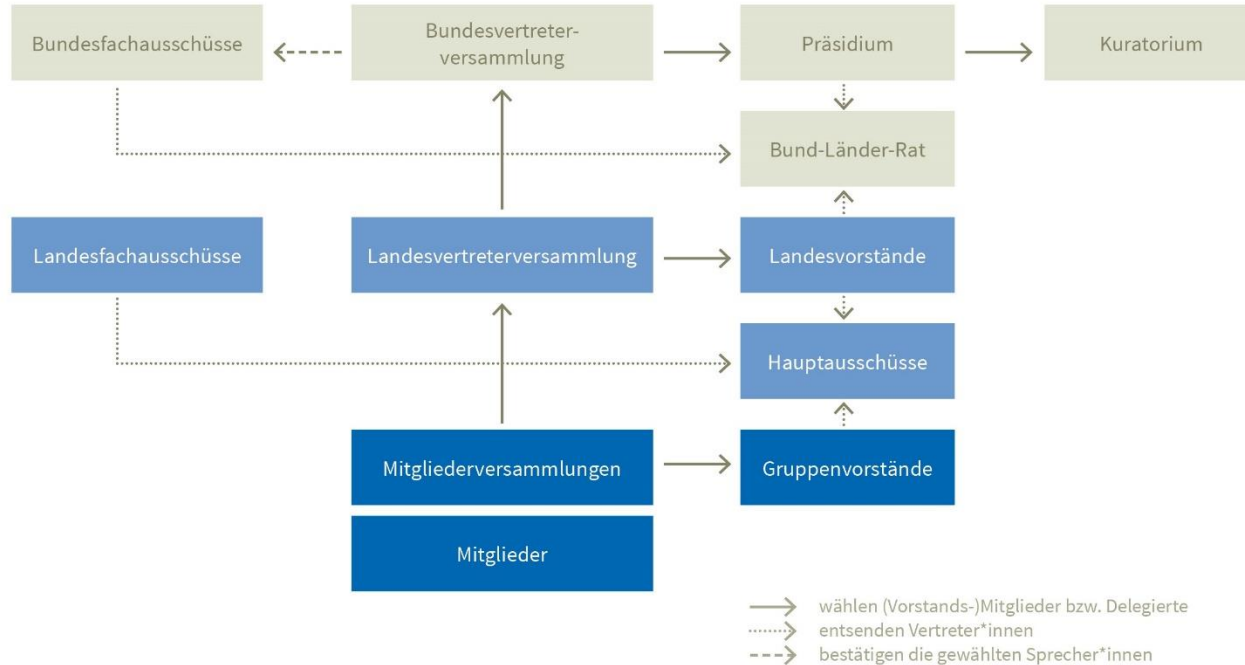 Bundesfachausschüsse
Bundesvertreter-
versammlung
Präsidium
Kuratorium
Bund-Länder-Rat
Landesfachausschüsse
Landesvertreterversammlung
Landesvorstände
Hauptausschüsse
Mitgliederversammlungen
Gruppenvorstände
Mitglieder
wählen (Vorstands-)Mitglieder bzw. Delegierte
entsenden Vertreter*innen
bestätigen die gewählten Sprecher*innen